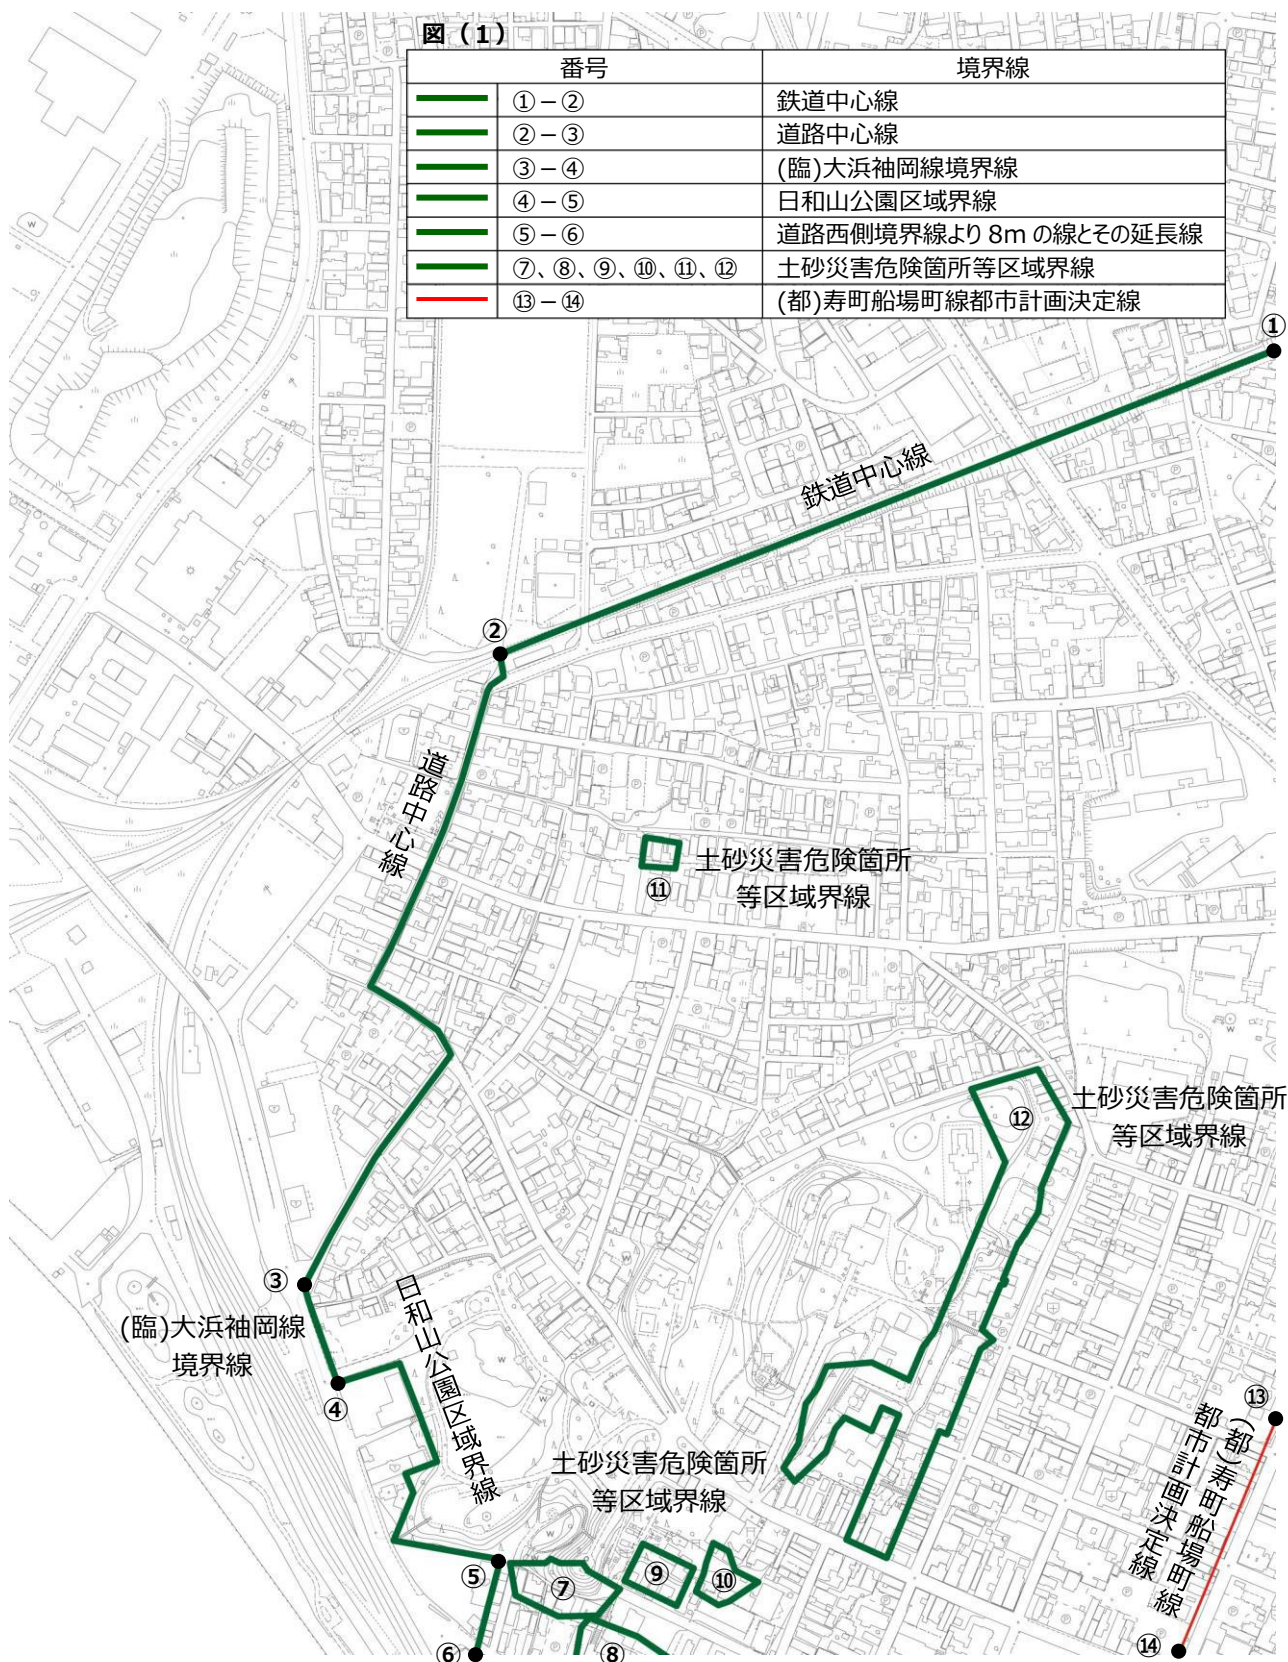 図（1）
番号 境界線
①－② 鉄道中心線
②－③ 道路中心線
③－④ (臨)大浜袖岡線境界線
④－⑤ 日和山公園区域界線
⑤－⑥ 道路西側境界線より 8m の線とその延長線
⑦、⑧、⑨、⑩、⑪、⑫ 土砂災害危険箇所等区域界線
⑬－⑭ (都)寿町船場町線都市計画決定線
①
鉄道中心線
②
道路中心線
土砂災害危険箇所
等区域界線
⑪
⑫
土砂災害危険箇所
等区域界線
③
(臨)大浜袖岡線
境界線
日和山公園区域界線
④
⑬
(都)寿町船場町線
都市計画決定線
土砂災害危険箇所
等区域界線
⑤
⑦
⑨
⑩
⑥
⑧
⑭